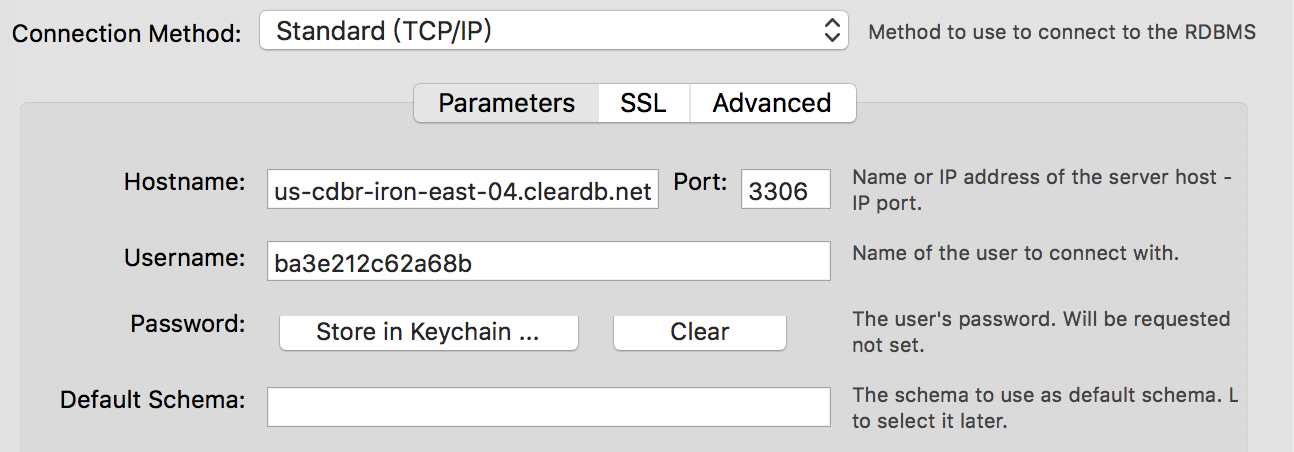 Connection Method: Standard (TCP/IP) Method to use to connect to the RDBMS
Parameters SSL Advanced
Hostname: us-cdbr-iron-east-04.cleardb.net Port: 3306 Name or IP address of the server host -
IP port.
Username: ba3e212c62a68b Name of the user to connect with.
Password: Store in Keychain ... Clear The user's password. Will be requested
not set.
Default Schema: The schema to use as default schema. L
to select it later.